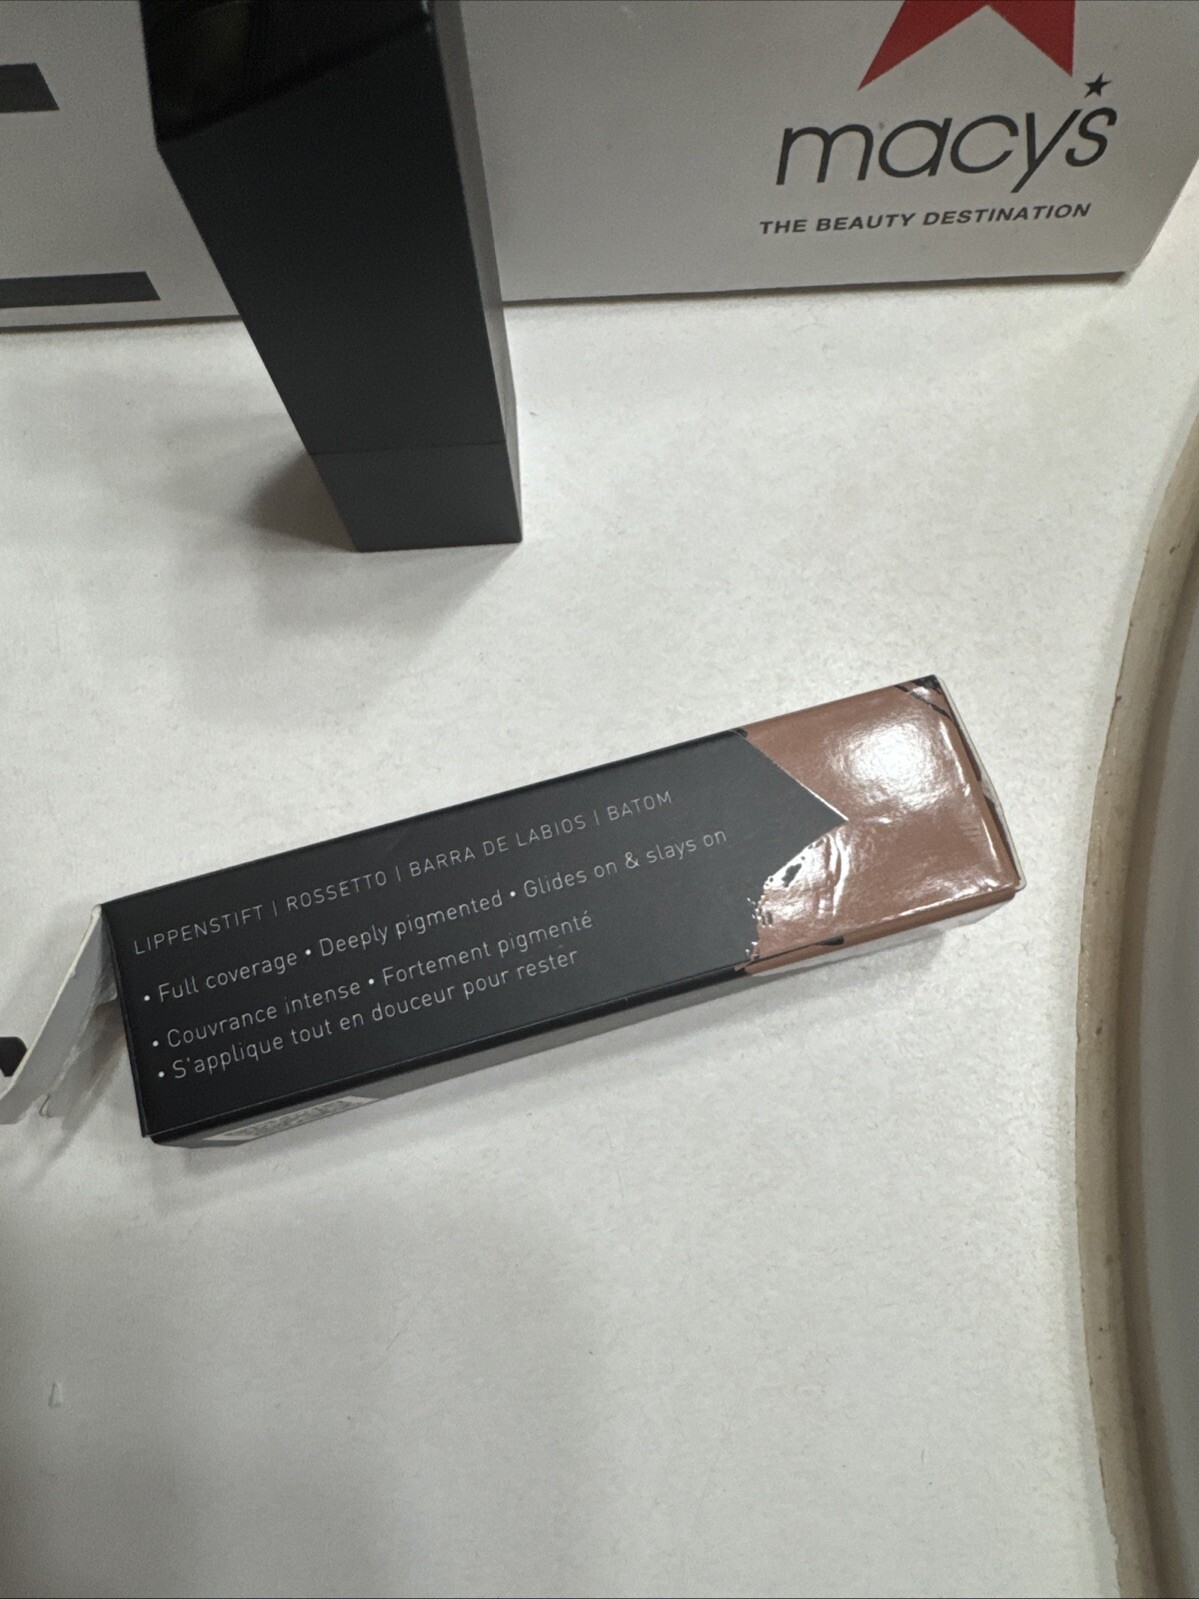 macy's
THE BEAUTY DESTINATION
LIPPENSTIFT | ROSSETTO | BARRA DE LABIOS | BATOM
• Full coverage • Deeply pigmented • Glides on & slays on
• Couvrance intense • Fortement pigmenté
• S'applique tout en douceur pour rester